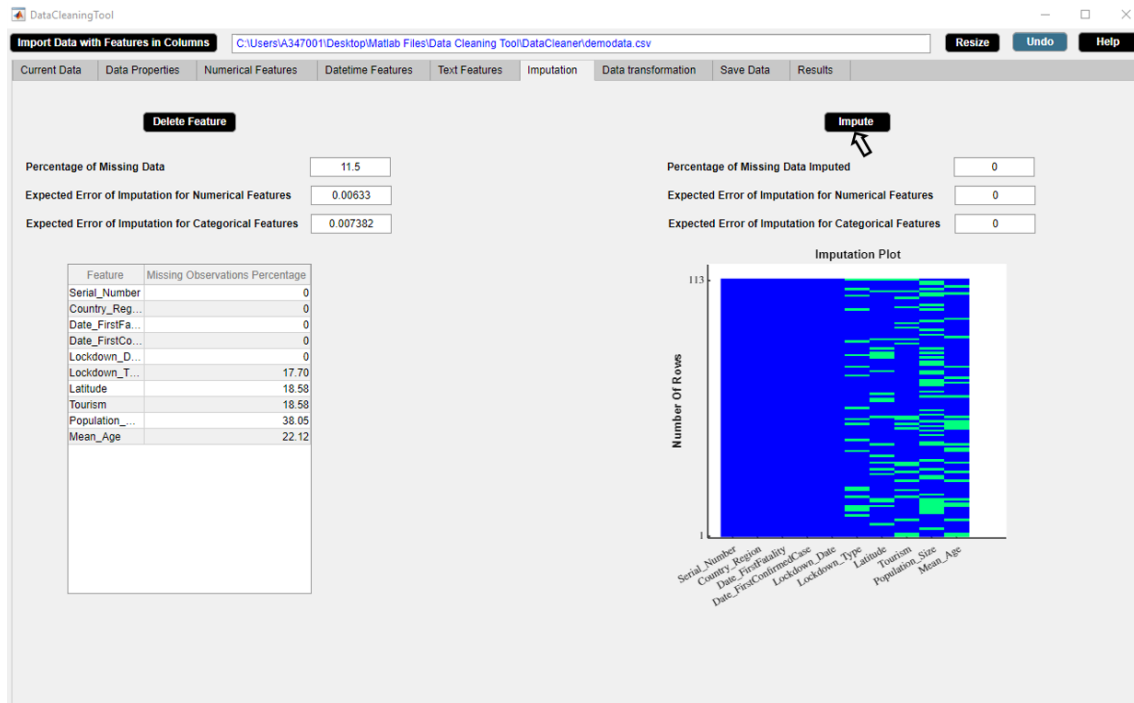 DataCleaningTool
Import Data with Features in Columns C:\Users\A347001\Desktop\Matlab Files\Data Cleaning Tool\DataCleaner\demodata.csv Resize Undo Help
Current Data Data Properties Numerical Features Datetime Features Text Features Imputation Data transformation Save Data Results
Delete Feature
Percentage of Missing Data 11.5
Expected Error of Imputation for Numerical Features 0.00633
Expected Error of Imputation for Categorical Features 0.007382
Feature Missing Observations Percentage
Serial_Number 0
Country_Reg... 0
Date_FirstFa... 0
Date_FirstCo... 0
Lockdown_D... 0
Lockdown_T... 17.70
Latitude 18.58
Tourism 18.58
Population_... 38.05
Mean_Age 22.12
Impute
Percentage of Missing Data Imputed 0
Expected Error of Imputation for Numerical Features 0
Expected Error of Imputation for Categorical Features 0
Imputation Plot
113
Number Of Rows
1
Serial_Number
Country_Region
Date_FirstFatality
Date_FirstConfirmedCase
Lockdown_Date
Lockdown_Type
Latitude
Tourism
Population_Size
Mean_Age